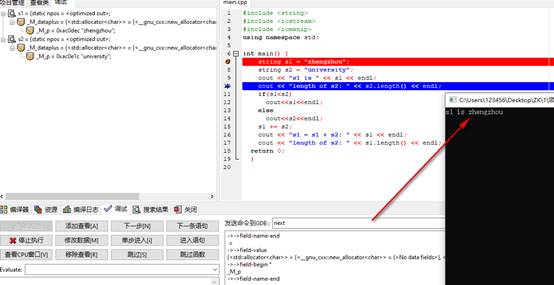 项目管理 查看类 调试
s1 = {static npos = <optimized out>;
_M_dataplus = {<std::allocator<char>> = {<__gnu_cxx::new_allocator<char>
_M_p = 0xac0dec "zhengzhou";
s2 = {static npos = <optimized out>;
_M_dataplus = {<std::allocator<char>> = {<__gnu_cxx::new_allocator<char>
_M_p = 0xac0e1c "university";
main.cpp
1 #include <string>
2 #include <iostream>
3 #include <iomanip>
4 using namespace std;
5
6 int main() {
string s1 = "zhengzhou";
8 string s2 = "university";
9 cout << "s1 is " << s1 << endl;
cout << "length of s2: " << s2.length() << endl;
11 if(s1<s2)
12 cout<<s1<<endl;
13 else
14 cout<<s2<<endl;
15 s1 += s2;
16 cout << "s1 = s1 + s2: " << s1 << endl;
17 cout << "length of s2: " << s1.length() << endl;
18 return 0;
19 }
C:\Users\123456\Desktop\ZK\1\项
s1 is zhengzhou
编译器 资源 编译日志 调试 搜索结果 关闭
添加查看[A] 下一步[N] 下一条语句
停止执行 修改数据[M] 单步进入[i] 进入语句
查看CPU窗口[V] 移除查看[R] 跳过[S] 跳过函数
Evaluate:
发送命令到GDB: next
->->field-name-end
=
->->field-value
{<std::allocator<char>> = {<__gnu_cxx::new_allocator<char>> = {<No data fields>}, <
->->field-begin *
_M_p
->->field-name-end